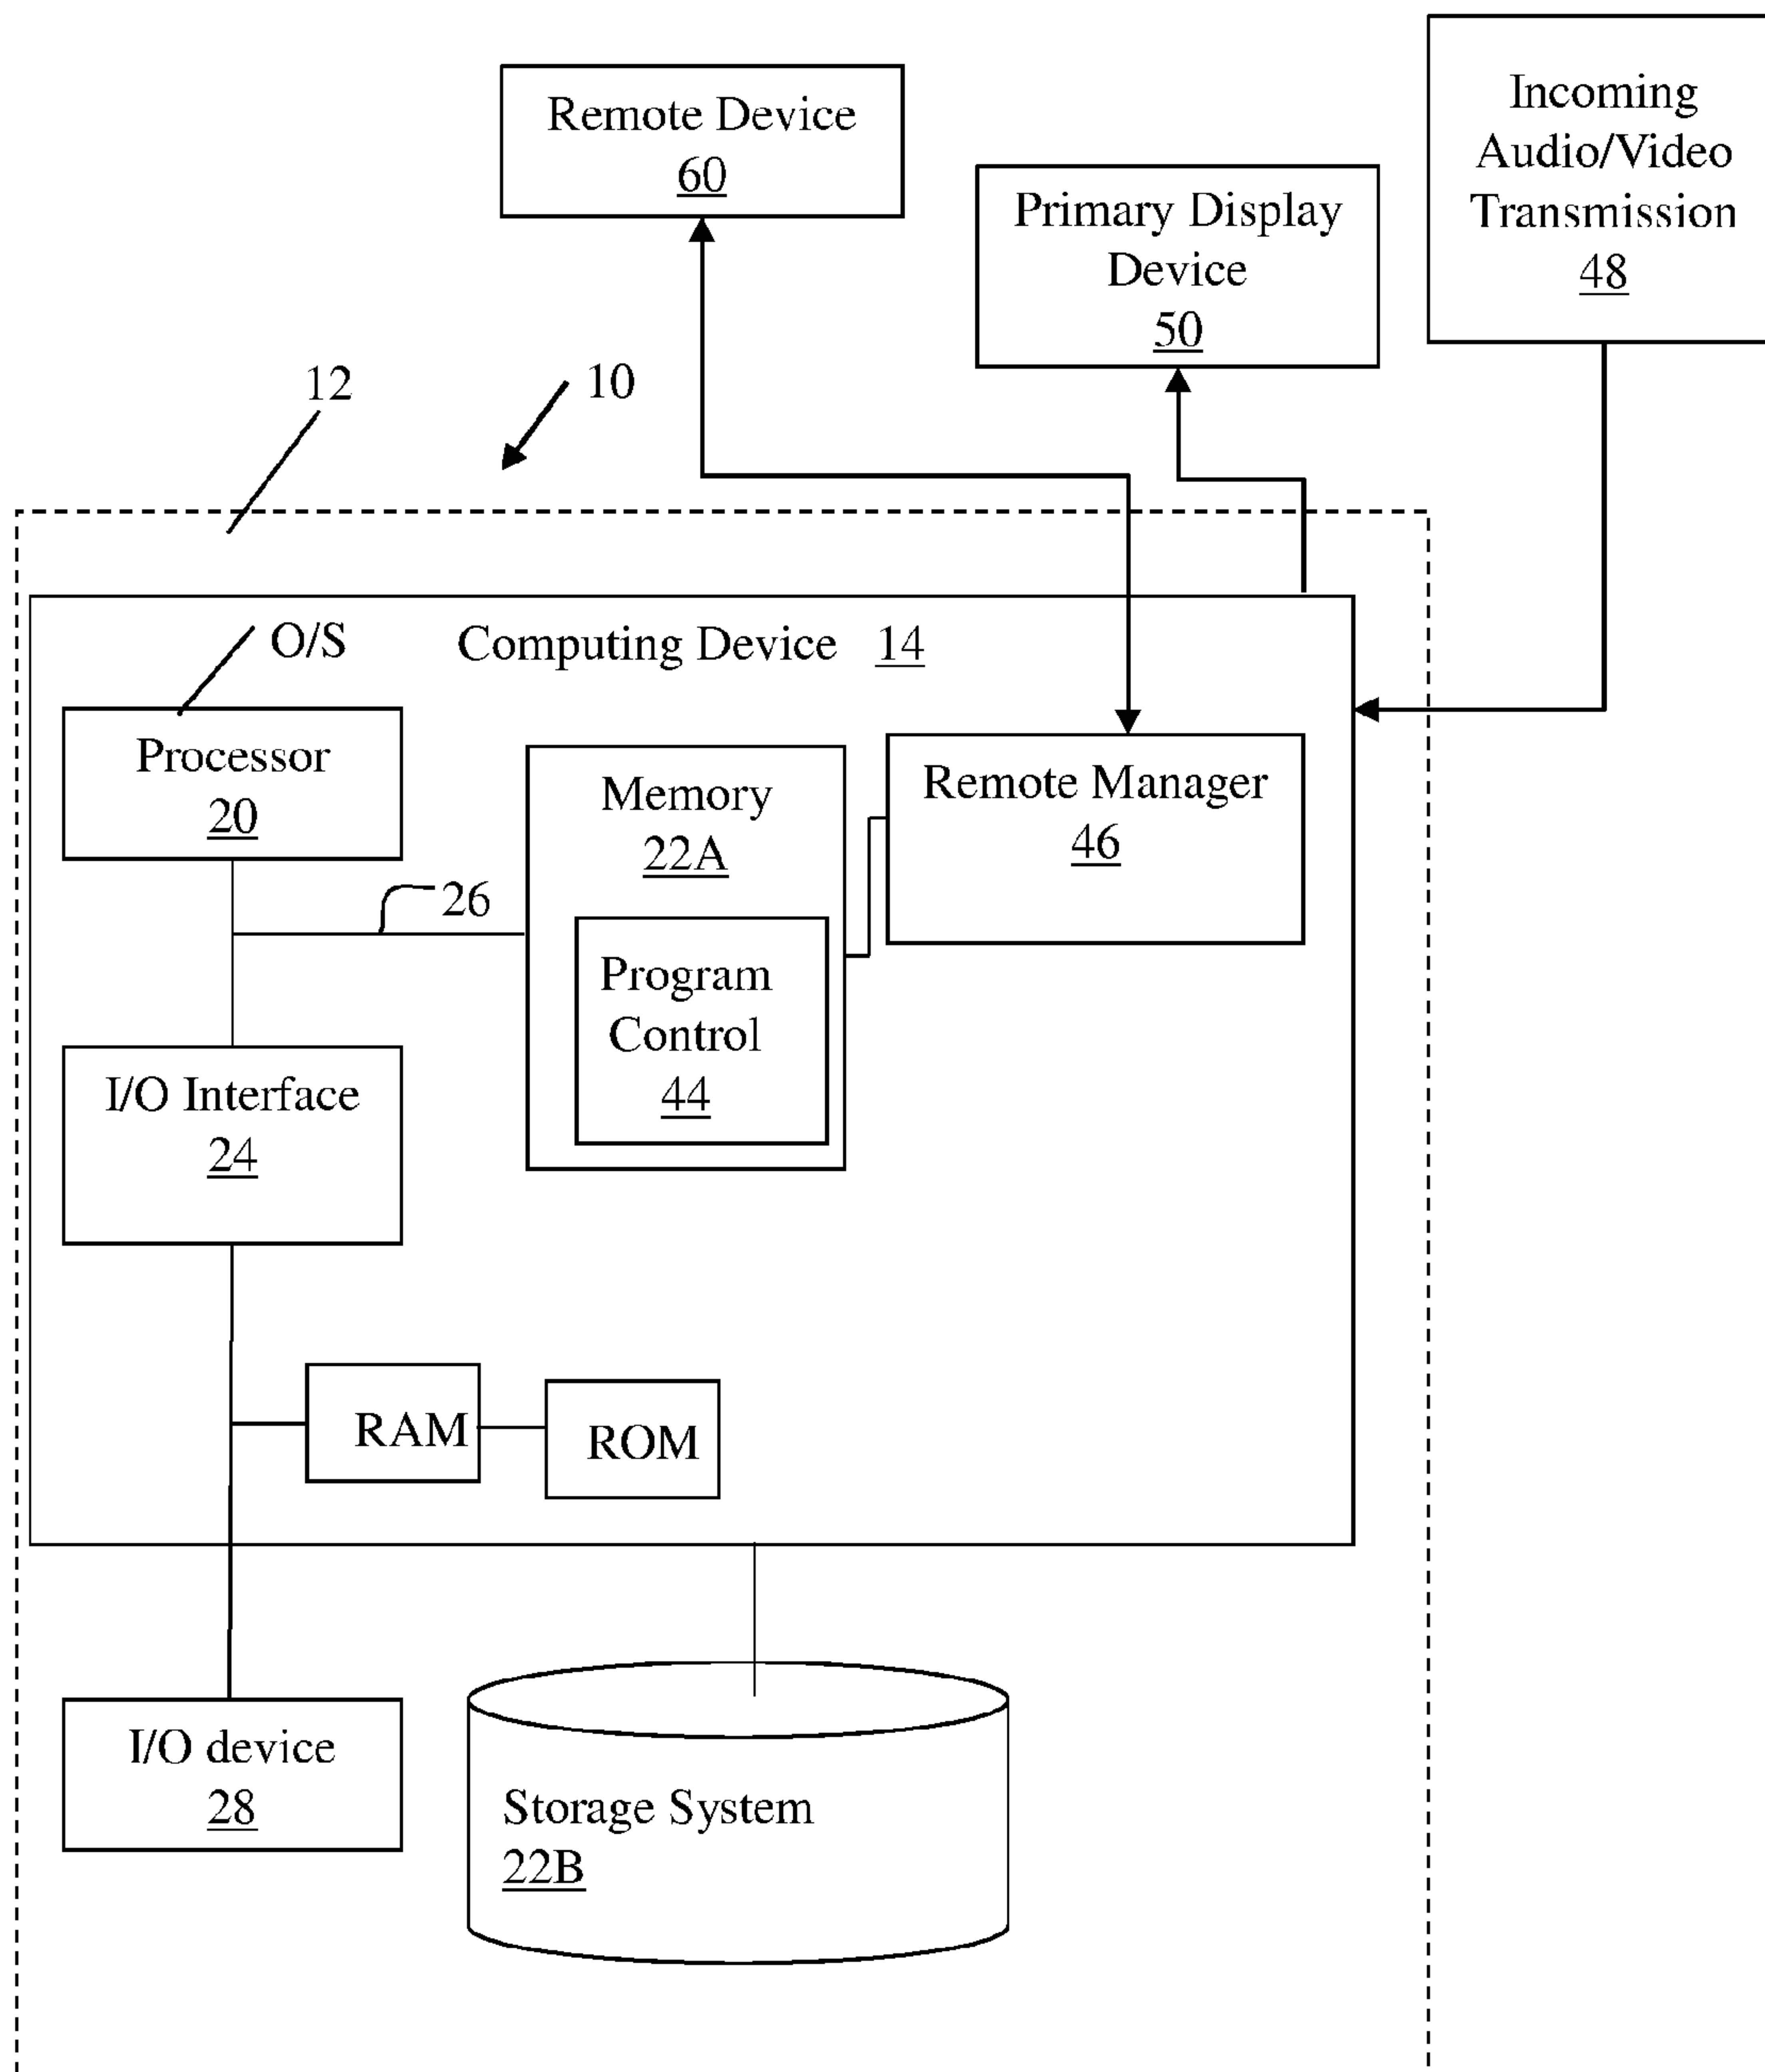 Incoming
Audio/Video
Transmission
48
Remote Device
60
Primary Display
Device
50
12
10
O/S
Computing Device 14
Processor
20
Memory
22A
Remote Manager
46
26
Program
Control
44
I/O Interface
24
RAM
ROM
I/O device
28
Storage System
22B